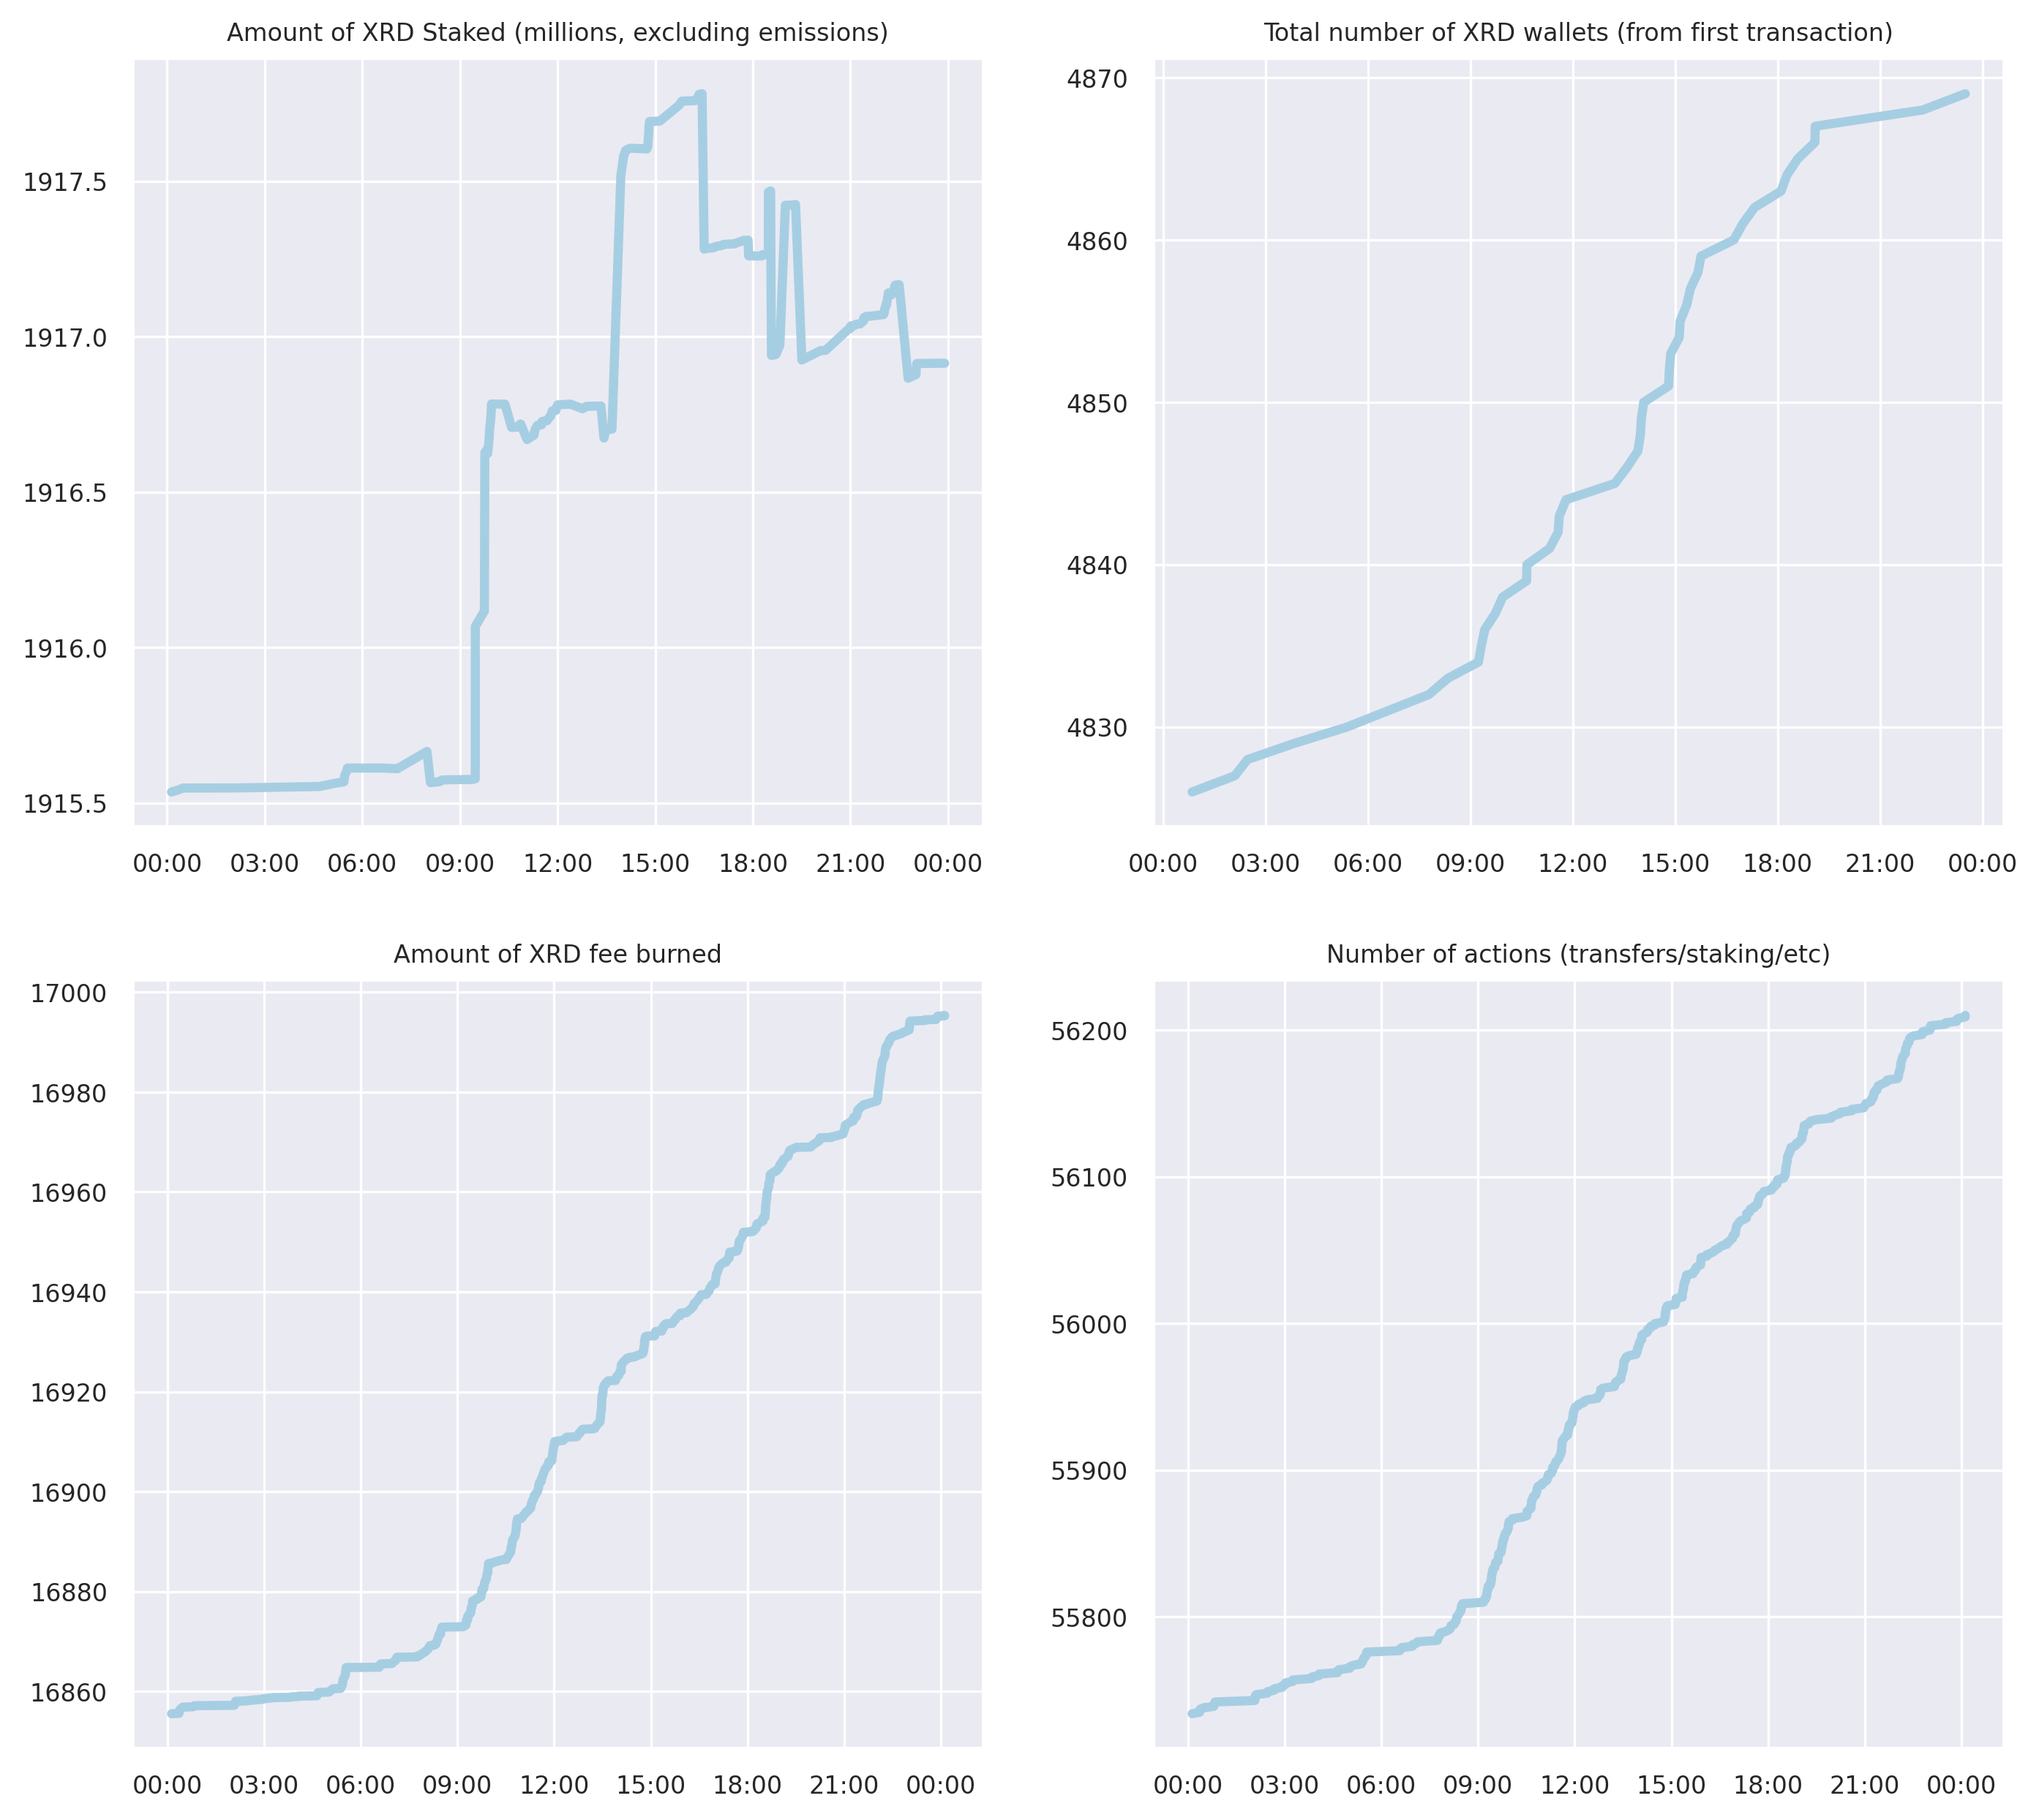 Amount of XRD Staked (millions, excluding emissions)
1917.5
1917.0
1916.5
1916.0
1915.5
00:00 03:00 06:00 09:00 12:00 15:00 18:00 21:00 00:00
Total number of XRD wallets (from first transaction)
4870
4860
4850
4840
4830
00:00 03:00 06:00 09:00 12:00 15:00 18:00 21:00 00:00
Amount of XRD fee burned
17000
16980
16960
16940
16920
16900
16880
16860
00:00 03:00 06:00 09:00 12:00 15:00 18:00 21:00 00:00
Number of actions (transfers/staking/etc)
56200
56100
56000
55900
55800
00:00 03:00 06:00 09:00 12:00 15:00 18:00 21:00 00:00